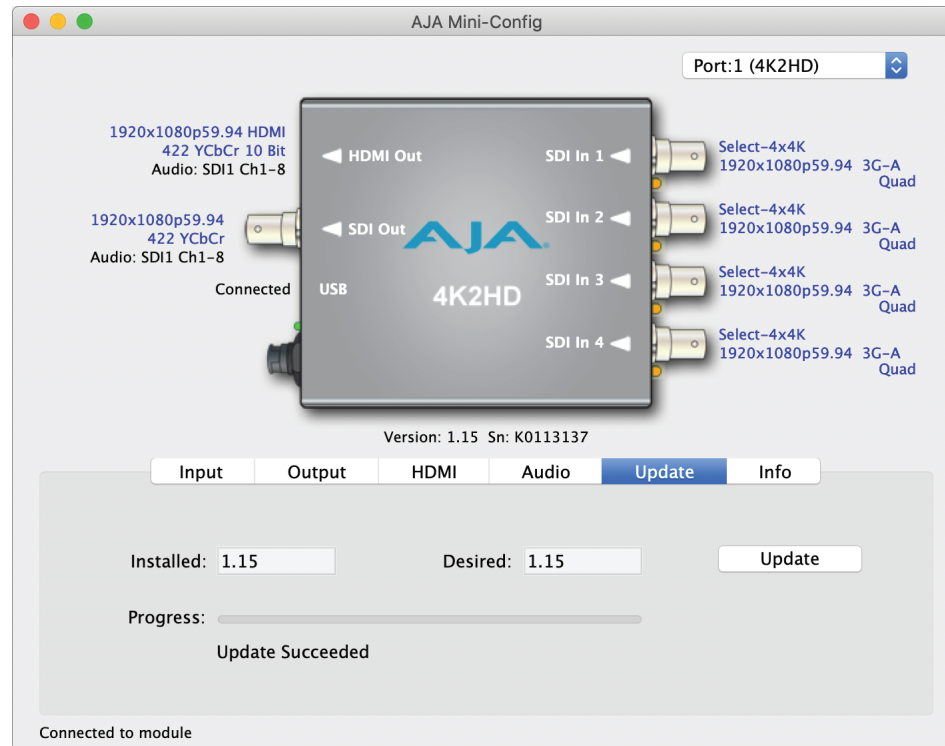 AJA Mini-Config
Port:1 (4K2HD)
1920x1080p59.94 HDMI
422 YCbCr 10 Bit
Audio: SDI1 Ch1-8
HDMI Out
SDI In 1
Select-4x4K
1920x1080p59.94 3G-A
Quad
1920x1080p59.94
422 YCbCr
Audio: SDI1 Ch1-8
SDI Out
AJA
SDI In 2
Select-4x4K
1920x1080p59.94 3G-A
Quad
Connected
USB
4K2HD
SDI In 3
Select-4x4K
1920x1080p59.94 3G-A
Quad
SDI In 4
Select-4x4K
1920x1080p59.94 3G-A
Quad
Version: 1.15 Sn: K0113137
Input Output HDMI Audio Update Info
Installed: 1.15 Desired: 1.15 Update
Progress:
Update Succeeded
Connected to module